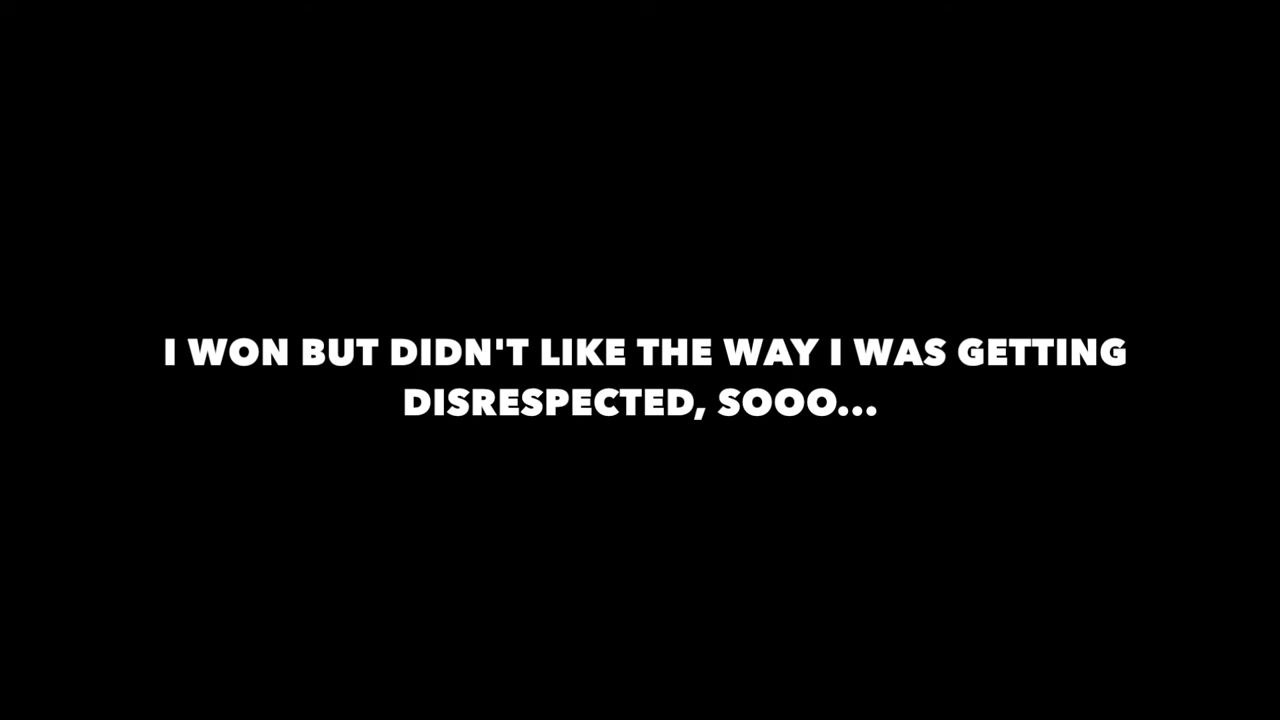 I WON BUT DIDN'T LIKE THE WAY I WAS GETTING
DISRESPECTED, SOOO...